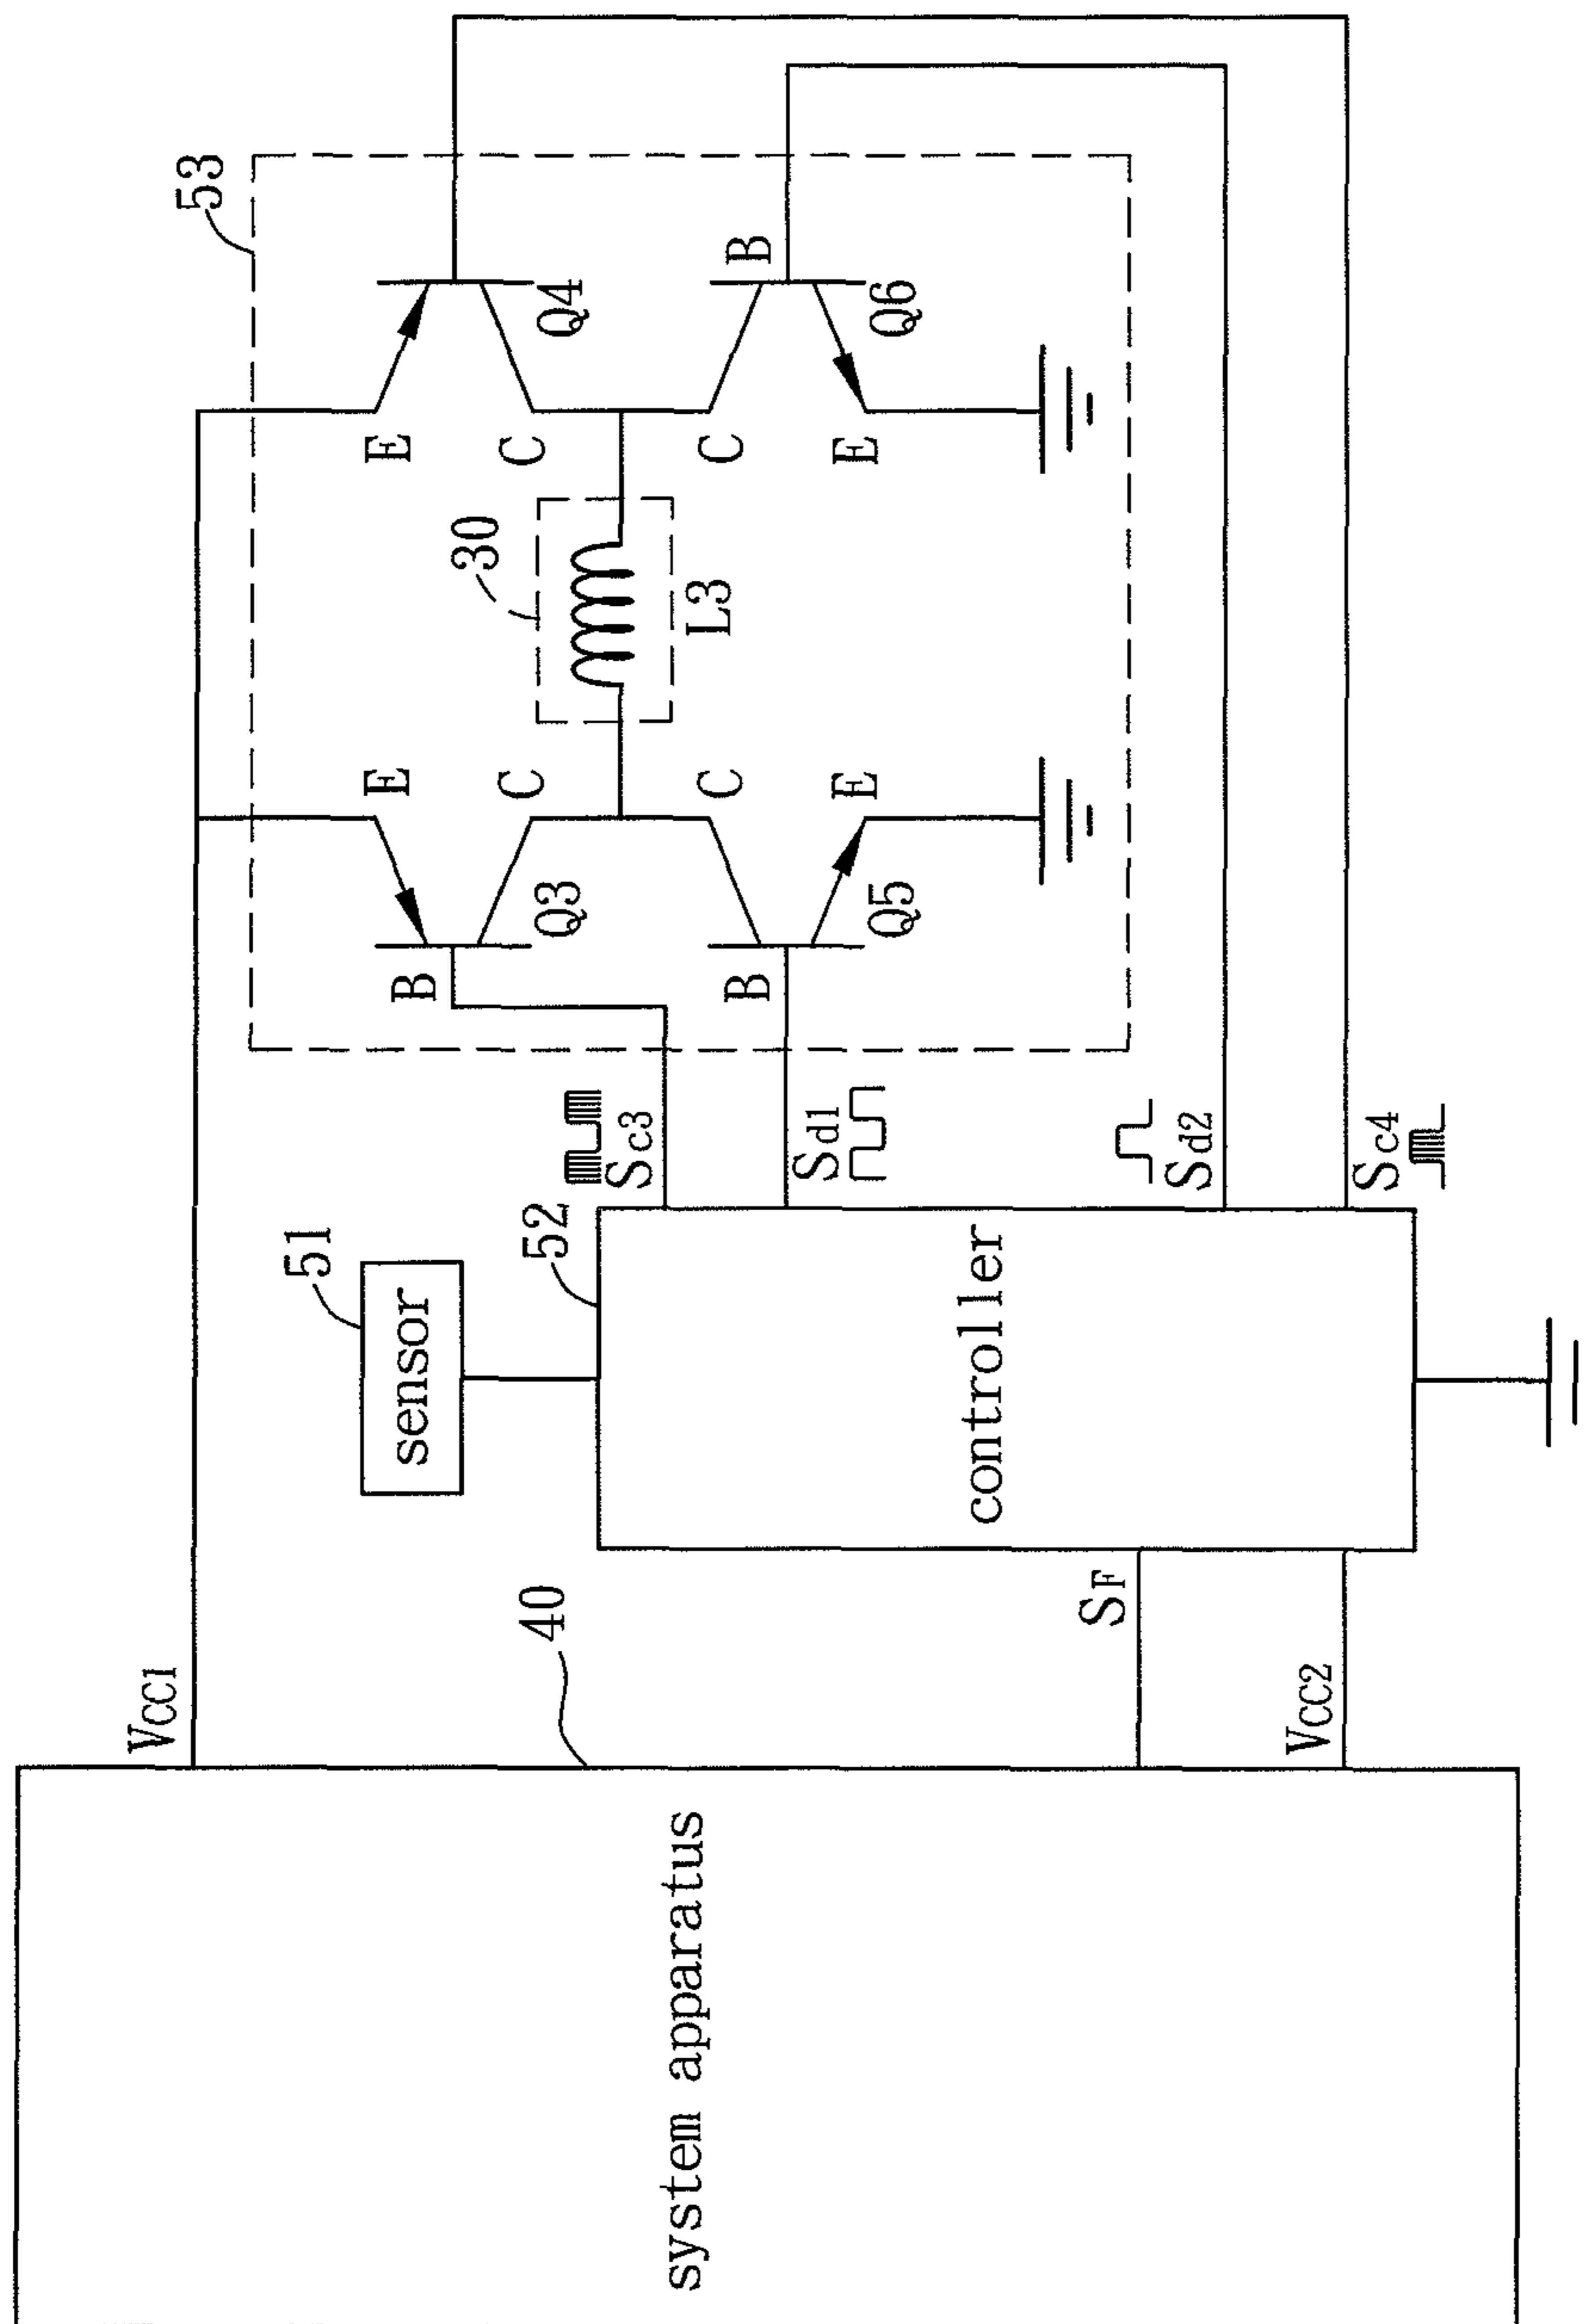 system apparatus
40
VCC1
SF
VCC2
sensor
51
controller
52
Sc3
Sd1
Sd2
Sc4
53
B
E
C
Q3
B
C
E
Q5
30
L3
E
C
Q4
B
C
E
Q6